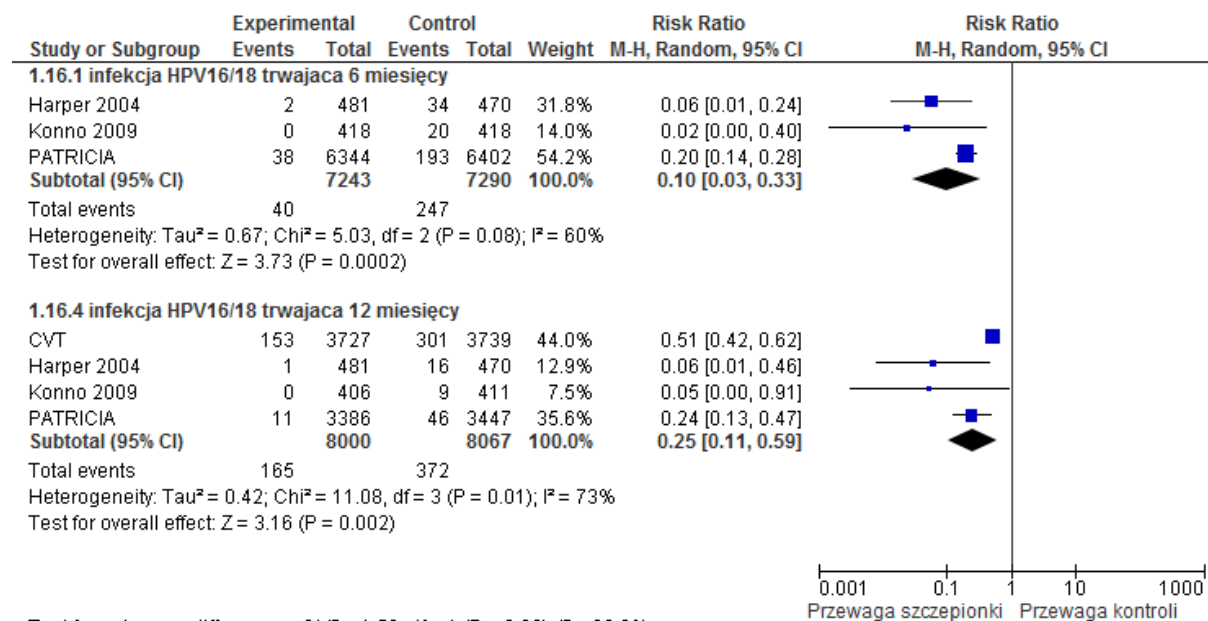 Experimental Control Risk Ratio Risk Ratio
Study or Subgroup Events Total Events Total Weight M-H, Random, 95% CI M-H, Random, 95% CI
1.16.1 infekcja HPV16/18 trwajaca 6 miesięcy
Harper 2004 2 481 34 470 31.8% 0.06 [0.01, 0.24]
Konno 2009 0 418 20 418 14.0% 0.02 [0.00, 0.40]
PATRICIA 38 6344 193 6402 54.2% 0.20 [0.14, 0.28]
Subtotal (95% CI) 7243 7290 100.0% 0.10 [0.03, 0.33]
Total events 40 247
Heterogeneity: Tau² = 0.67; Chi² = 5.03, df = 2 (P = 0.08); I² = 60%
Test for overall effect: Z = 3.73 (P = 0.0002)
1.16.4 infekcja HPV16/18 trwajaca 12 miesięcy
CVT 153 3727 301 3739 44.0% 0.51 [0.42, 0.62]
Harper 2004 1 481 16 470 12.9% 0.06 [0.01, 0.46]
Konno 2009 0 406 9 411 7.5% 0.05 [0.00, 0.91]
PATRICIA 11 3386 46 3447 35.6% 0.24 [0.13, 0.47]
Subtotal (95% CI) 8000 8067 100.0% 0.25 [0.11, 0.59]
Total events 165 372
Heterogeneity: Tau² = 0.42; Chi² = 11.08, df = 3 (P = 0.01); I² = 73%
Test for overall effect: Z = 3.16 (P = 0.002)
0.001 0.1 1 10 1000
Przewaga szczepionki Przewaga kontroli